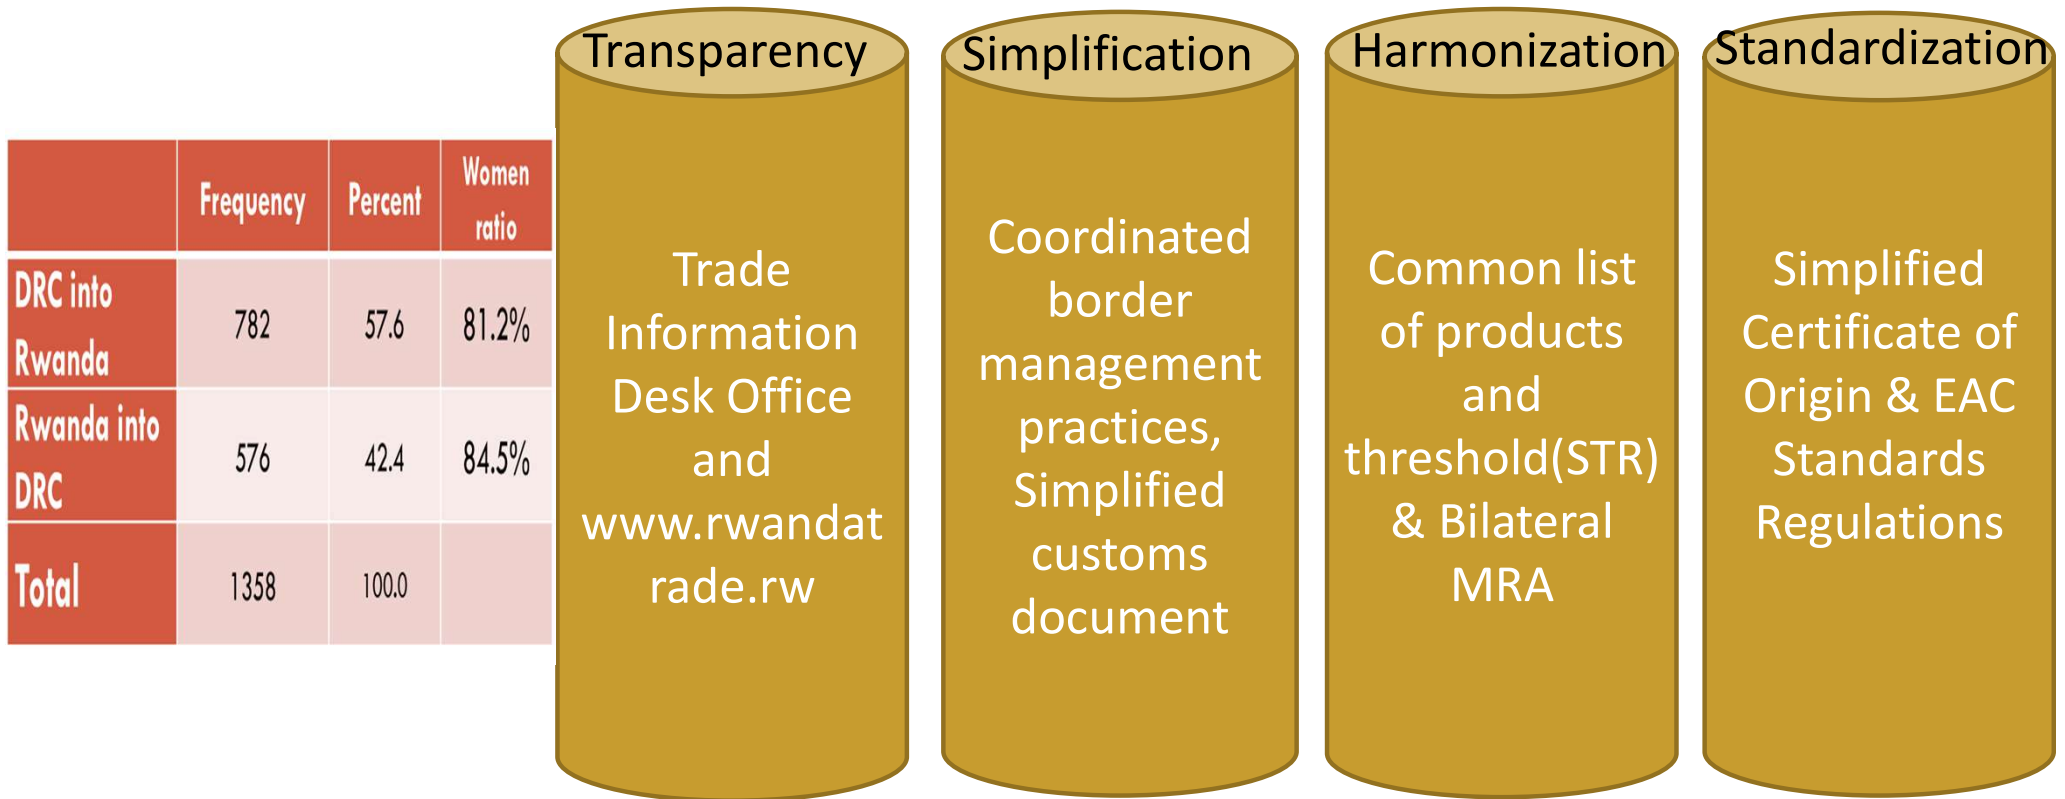 Frequency Percent Women
ratio
DRC into
Rwanda
782 57.6 81.2%
Rwanda into
DRC
576 42.4 84.5%
Total 1358 100.0
Transparency
Trade
Information
Desk Office
and
www.rwandat
rade.rw
Simplification
Coordinated
border
management
practices,
Simplified
customs
document
Harmonization
Common list
of products
and
threshold(STR)
& Bilateral
MRA
Standardization
Simplified
Certificate of
Origin & EAC
Standards
Regulations